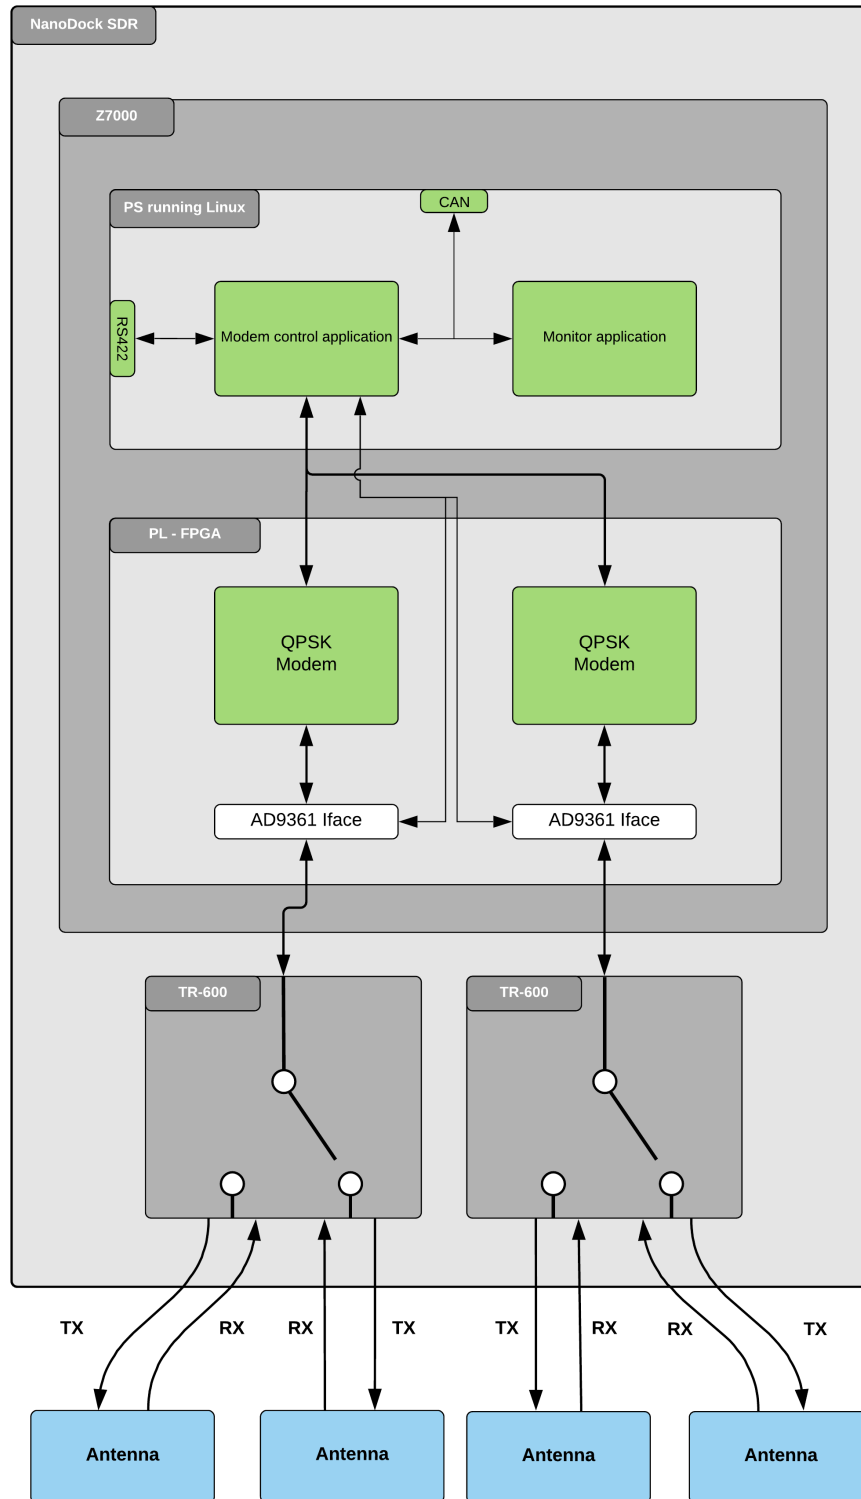 NanoDock SDR
Z7000
PS running Linux
CAN
RS422
Modem control application
Monitor application
PL - FPGA
QPSK
Modem
QPSK
Modem
AD9361 Iface
AD9361 Iface
TR-600
TR-600
TX
RX
RX
TX
TX
RX
RX
TX
Antenna
Antenna
Antenna
Antenna